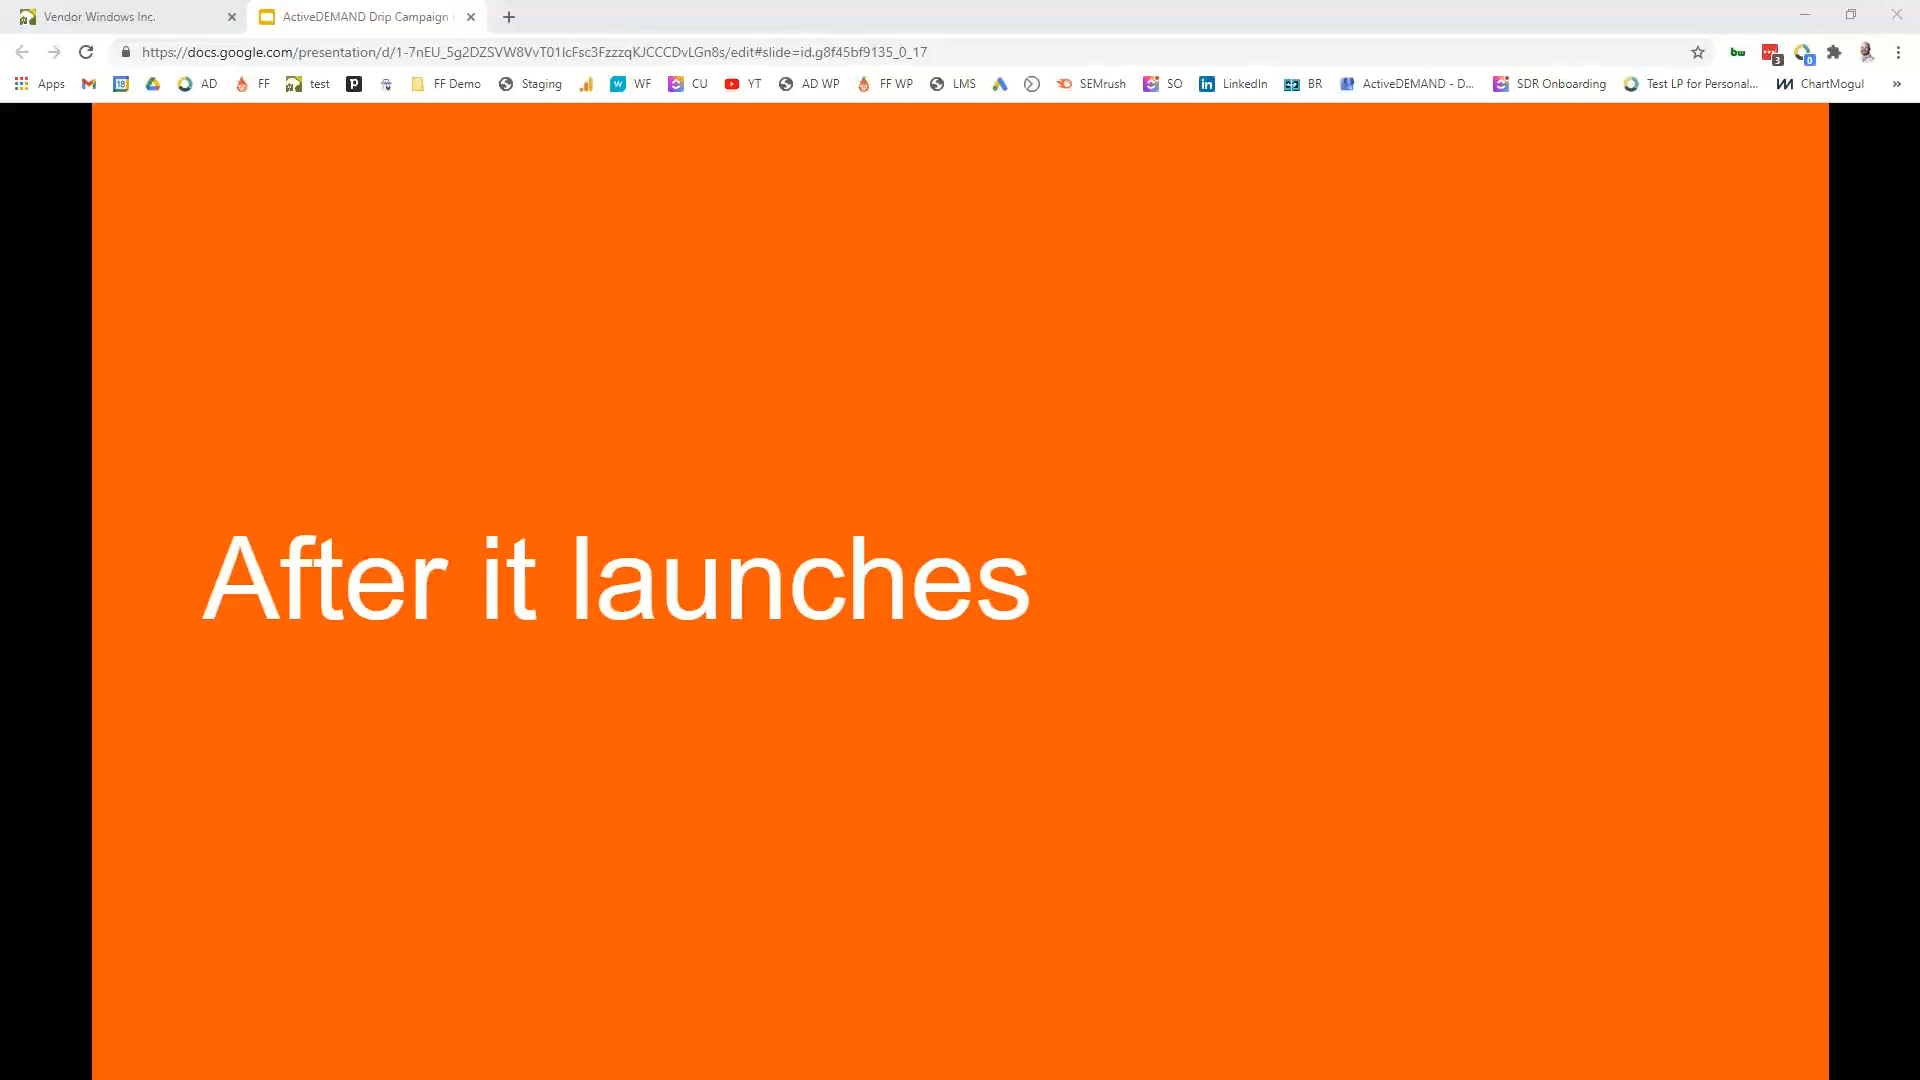 Vendor Windows Inc.
ActiveDEMAND Drip Campaign
https://docs.google.com/presentation/d/1-7nEU_5g2DZSVW8VvT01IcFsc3FzzzqKJCCCDvLGn8s/edit#slide=id.g8f45bf9135_0_17
Apps AD FF test FF Demo Staging WF CU YT AD WP FF WP LMS SEMrush SO LinkedIn BR ActiveDEMAND - D... SDR Onboarding Test LP for Personal... ChartMogul
After it launches